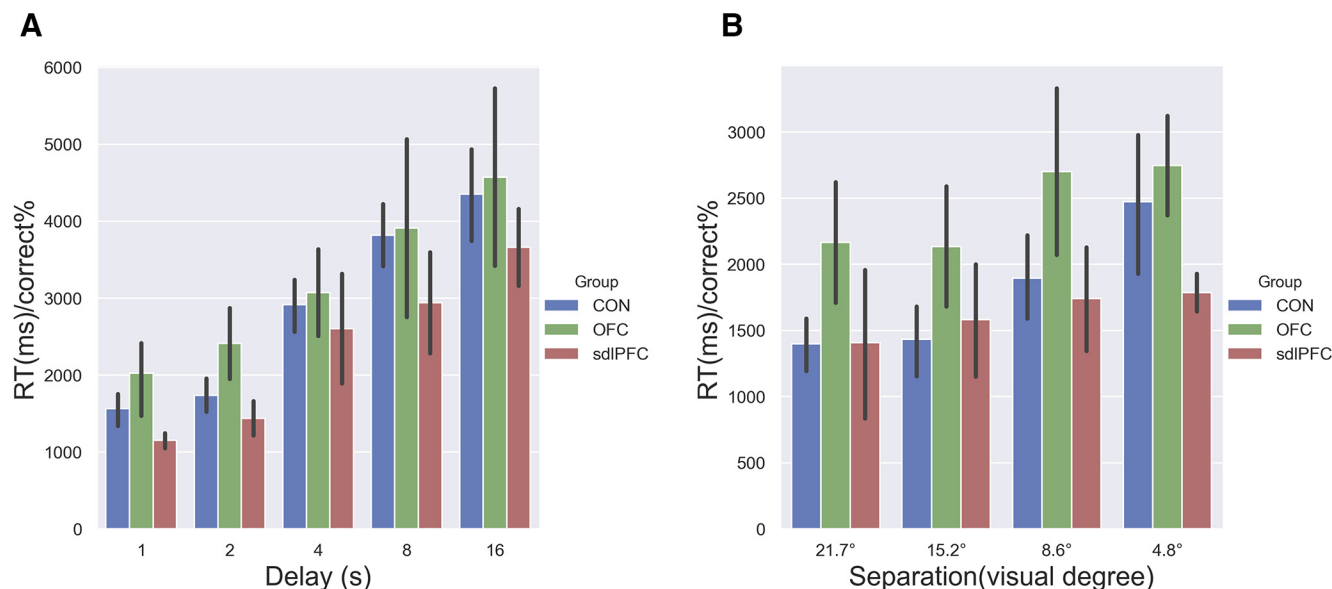 A
6000
5000
4000
3000
2000
1000
0
RT(ms)/correct%
1 2 4 8 16
Delay (s)
Group
CON
OFC
sdlPFC
B
3000
2500
2000
1500
1000
500
0
RT(ms)/correct%
21.7° 15.2° 8.6° 4.8°
Separation(visual degree)
Group
CON
OFC
sdlPFC